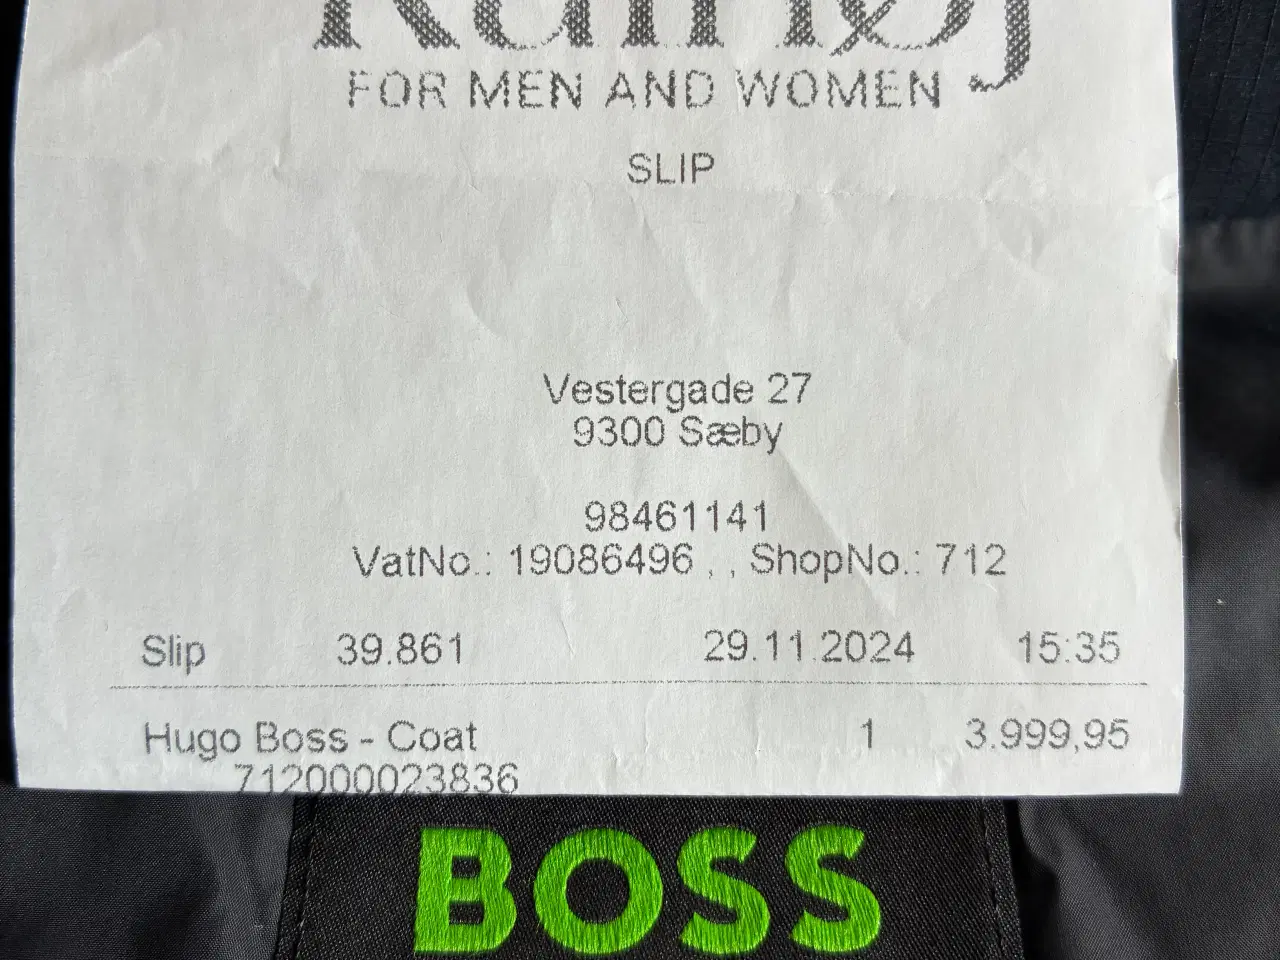 FOR MEN AND WOMEN
SLIP
Vestergade 27
9300 Sæby
98461141
VatNo.: 19086496 , , ShopNo.: 712
Slip 39.861 29.11.2024 15:35
Hugo Boss - Coat 1 3.999,95
712000023836
BOSS